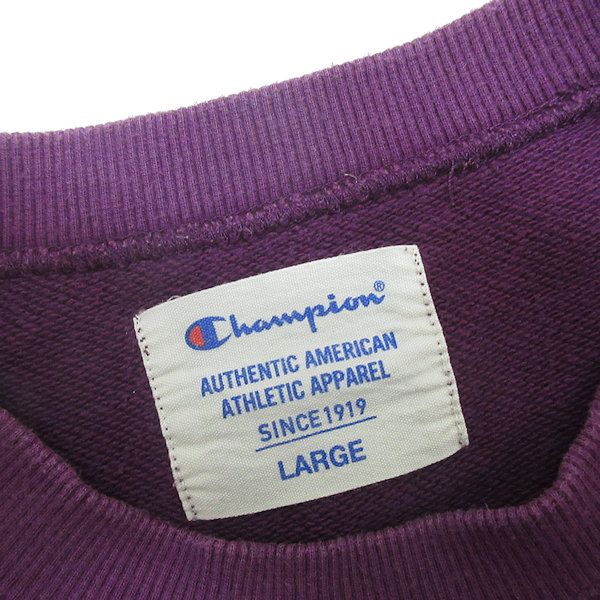 Champion®
AUTHENTIC AMERICAN
ATHLETIC APPAREL
SINCE 1919
LARGE